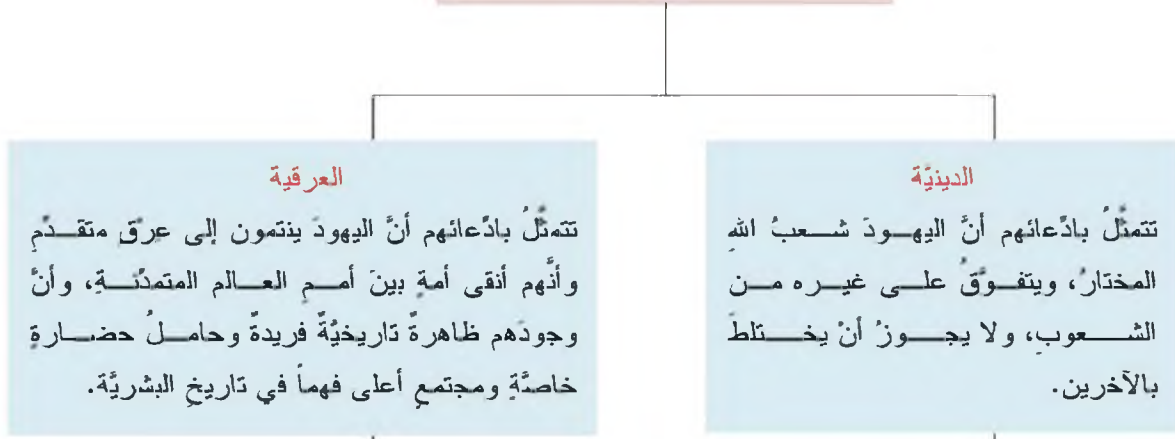 الدينيّة
تتمثّلُ بادّعائهم أنَّ اليهودَ شعبُ اللهِ
المختارُ، ويتفوّقُ على غيره من
الشعوبِ، ولا يجوزُ أنْ يختلطَ
بالآخرين.
العرقية
تتمثّلُ بادّعائهم أنَّ اليهودَ ينتمون إلى عرْقٍ متقدّمٍ
وأنَّهم أنقى أمةٍ بينَ أممِ العالم المتمدّنةِ، وأنَّ
وجودَهم ظاهرةٌ تاريخيّةٌ فريدةٌ وحاملُ حضارةٍ
خاصَّةٍ ومجتمعٍ أعلى فهماً في تاريخِ البشريَّة.